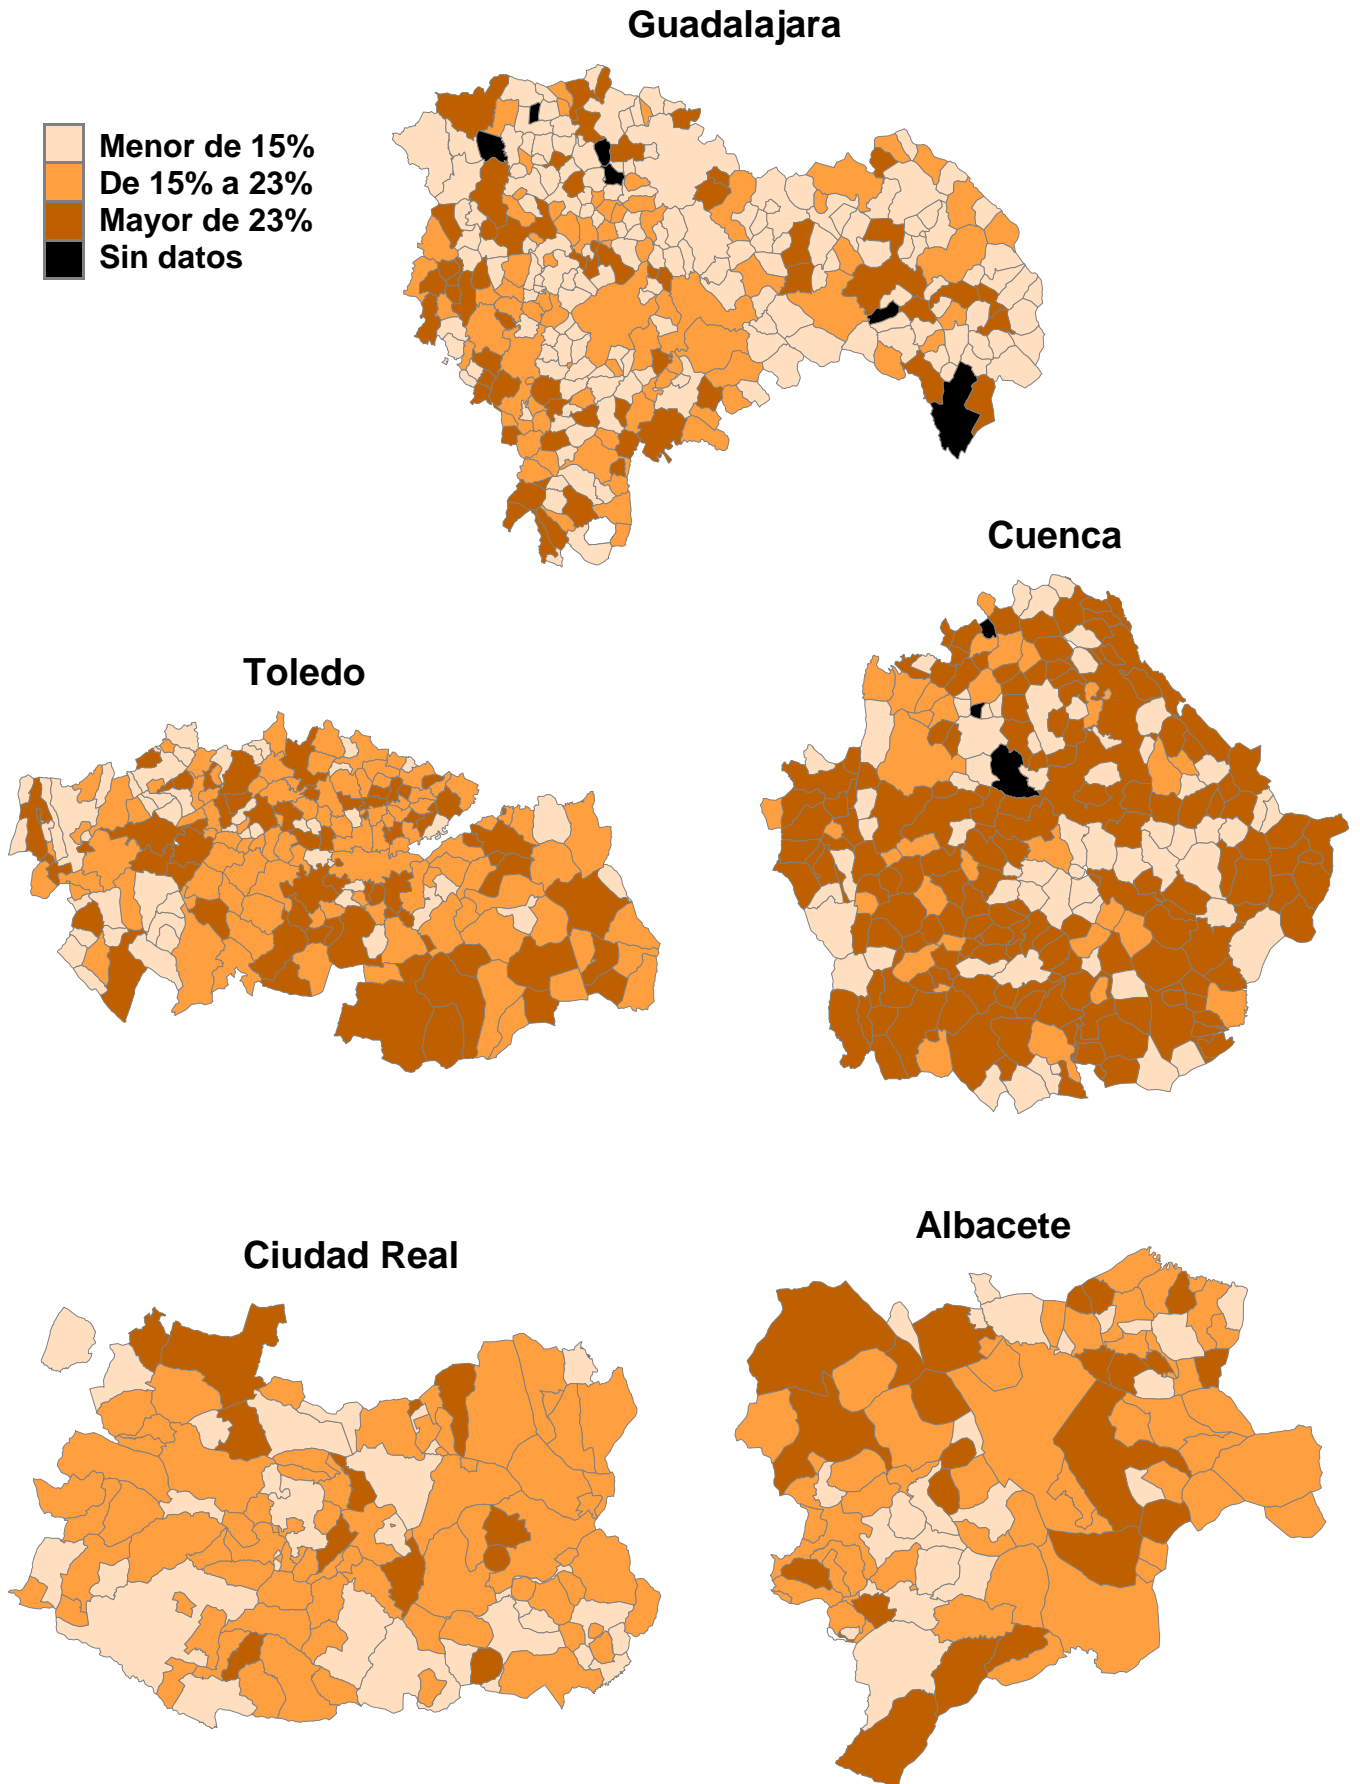 Guadalajara
Menor de 15%
De 15% a 23%
Mayor de 23%
Sin datos
Cuenca
Toledo
Albacete
Ciudad Real